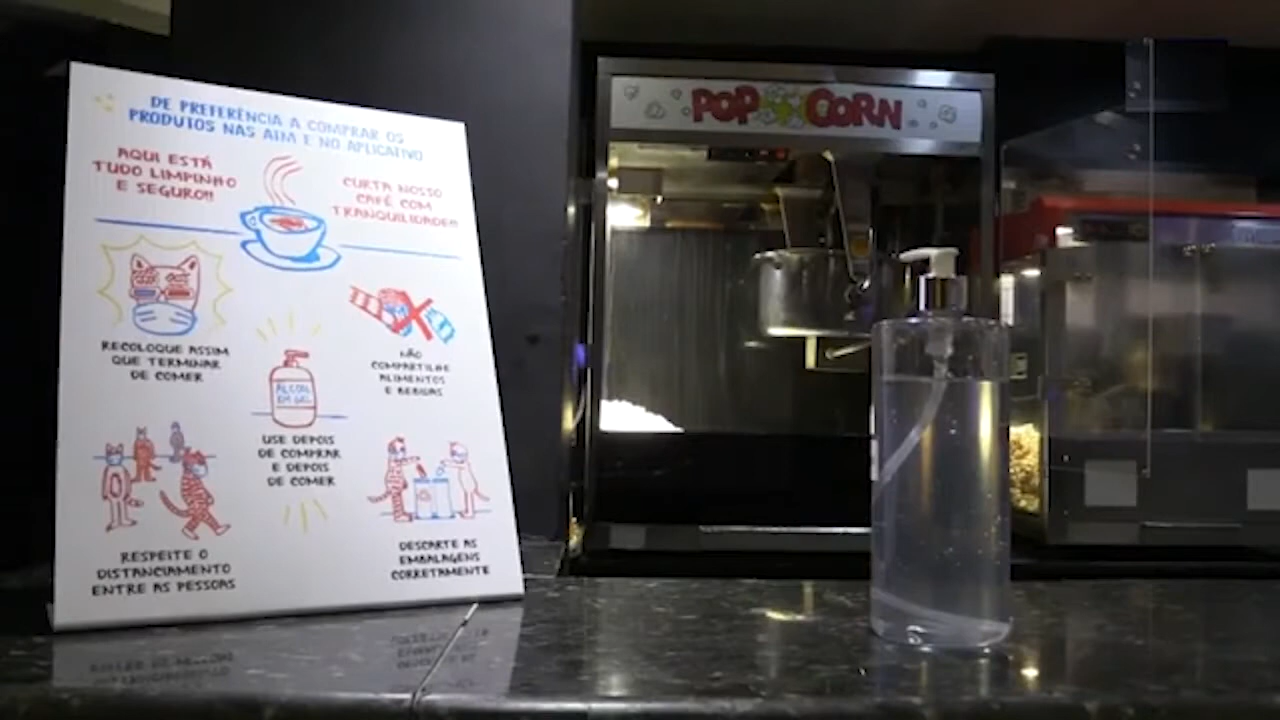 DE PREFERÊNCIA A COMPRAR OS
PRODUTOS NAS AIM E NO APLICATIVO
AQUI ESTÁ
TUDO LIMPINHO
E SEGURO!!
CURTA NOSSO
CAFÉ COM
TRANQUILIDADE!!
RECOLOQUE ASSIM
QUE TERMINAR
DE COMER
NÃO
COMPARTILHE
ALIMENTOS
E BEBIDAS
ÁLCOOL
EM GEL
USE DEPOIS
DE COMPRAR
E DEPOIS
DE COMER
RESPEITE O
DISTANCIAMENTO
ENTRE AS PESSOAS
DESCARTE AS
EMBALAGENS
CORRETAMENTE
POP CORN